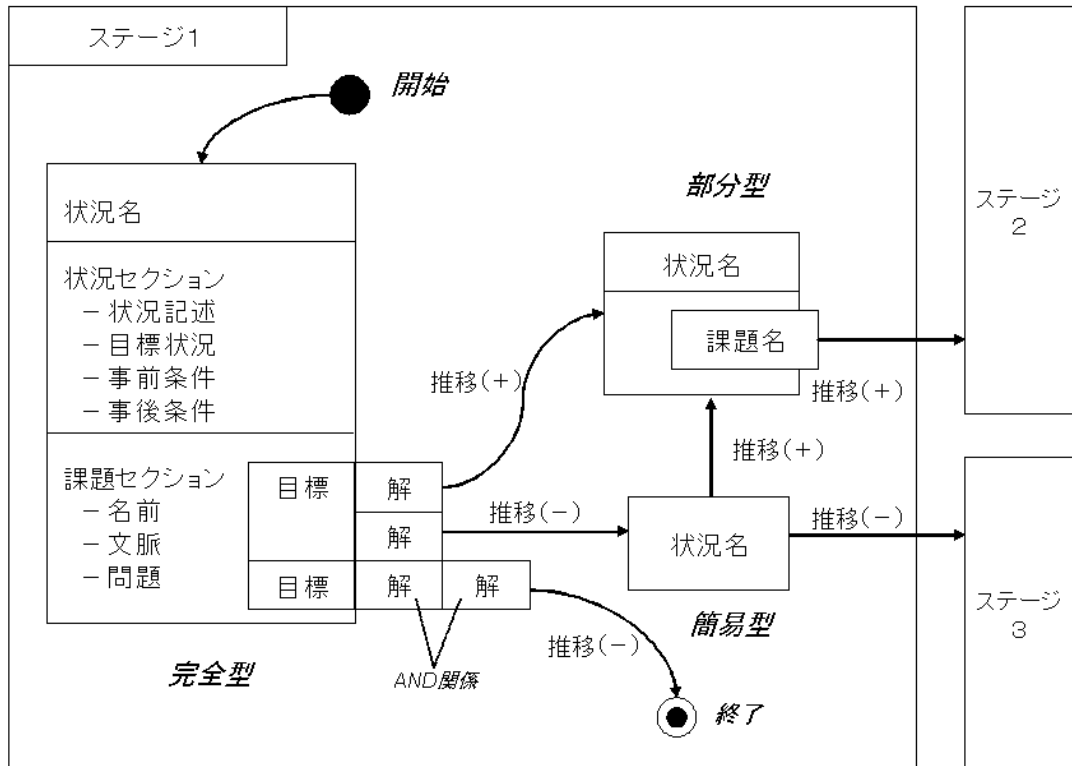 ステージ1
開始
状況名
状況セクション
－状況記述
－目標状況
－事前条件
－事後条件
課題セクション
－名前
－文脈
－問題
目標
解
解
目標
解
解
完全型
AND関係
推移(＋)
推移(－)
推移(－)
終了
部分型
状況名
課題名
推移(＋)
推移(＋)
状況名
推移(－)
簡易型
ステージ
2
ステージ
3